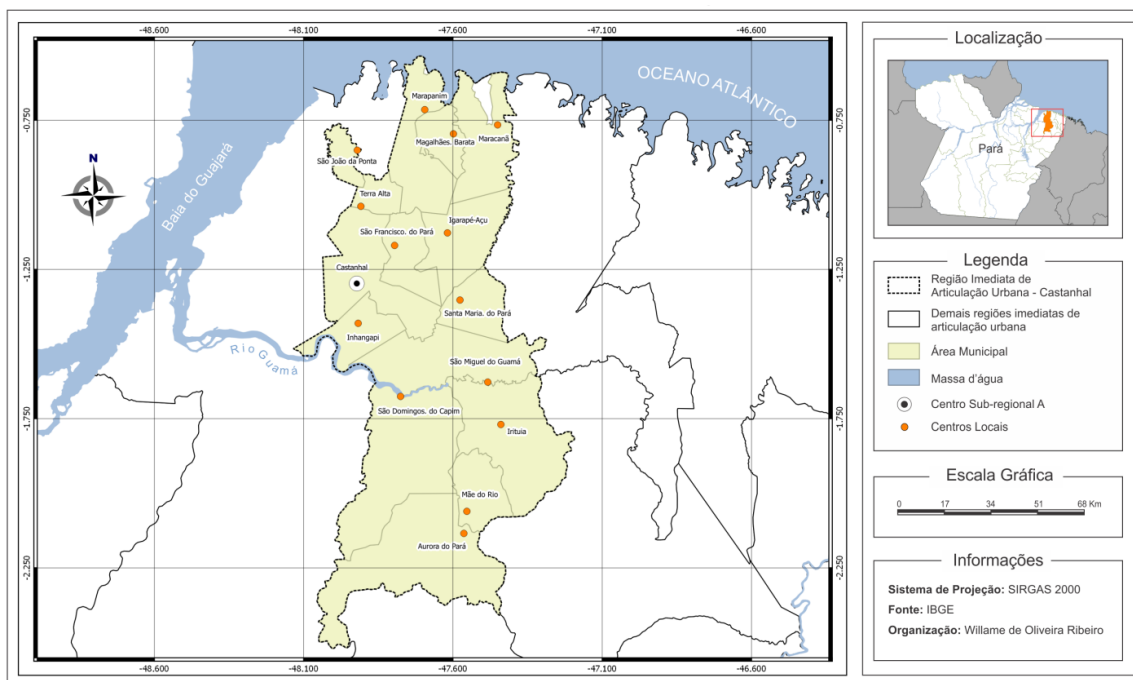 -48.600
-48.100
-47.600
-47.100
-46.600
OCEANO ATLÂNTICO
Marapanim
-0.750
-0.750
Maracanã
Magalhães. Barata
São João da Ponta
N
Baia do Guajará
Terra Alta
Igarapé-Açu
São Francisco. do Pará
-1.250
-1.250
Castanhal
Santa Maria. do Pará
Inhangapi
Rio Guamá
São Miguel do Guamá
São Domingos. do Capim
-1.750
-1.750
Irituia
Mãe do Rio
Aurora do Pará
-2.250
-2.250
-48.600
-48.100
-47.600
-47.100
-46.600
Localização
Pará
Legenda
Região Imediata de
Articulação Urbana - Castanhal
Demais regiões imediatas de
articulação urbana
Área Municipal
Massa d'água
Centro Sub-regional A
Centros Locais
Escala Gráfica
0 17 34 51 68 Km
Informações
Sistema de Projeção: SIRGAS 2000
Fonte: IBGE
Organização: Willame de Oliveira Ribeiro